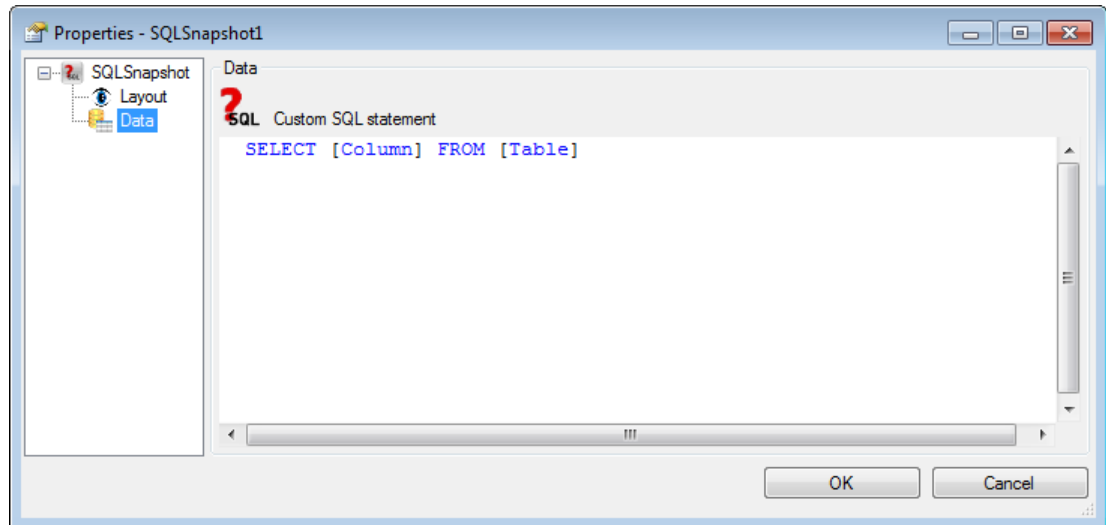 Properties - SQLSnapshot1
SQLSnapshot
Layout
Data
Data
SQL Custom SQL statement
SELECT [Column] FROM [Table]
OK
Cancel